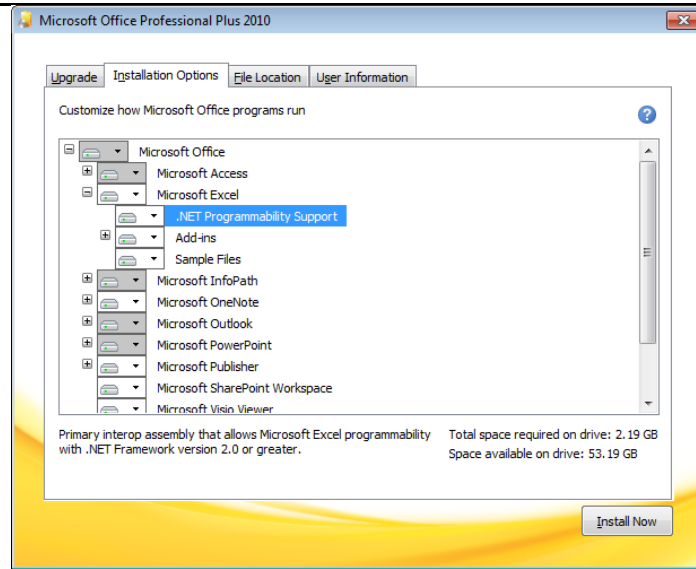 Microsoft Office Professional Plus 2010
Upgrade Installation Options File Location User Information
Customize how Microsoft Office programs run
Microsoft Office
Microsoft Access
Microsoft Excel
.NET Programmability Support
Add-ins
Sample Files
Microsoft InfoPath
Microsoft OneNote
Microsoft Outlook
Microsoft PowerPoint
Microsoft Publisher
Microsoft SharePoint Workspace
Microsoft Visio Viewer
Primary interop assembly that allows Microsoft Excel programmability
with .NET Framework version 2.0 or greater.
Total space required on drive: 2.19 GB
Space available on drive: 53.19 GB
Install Now